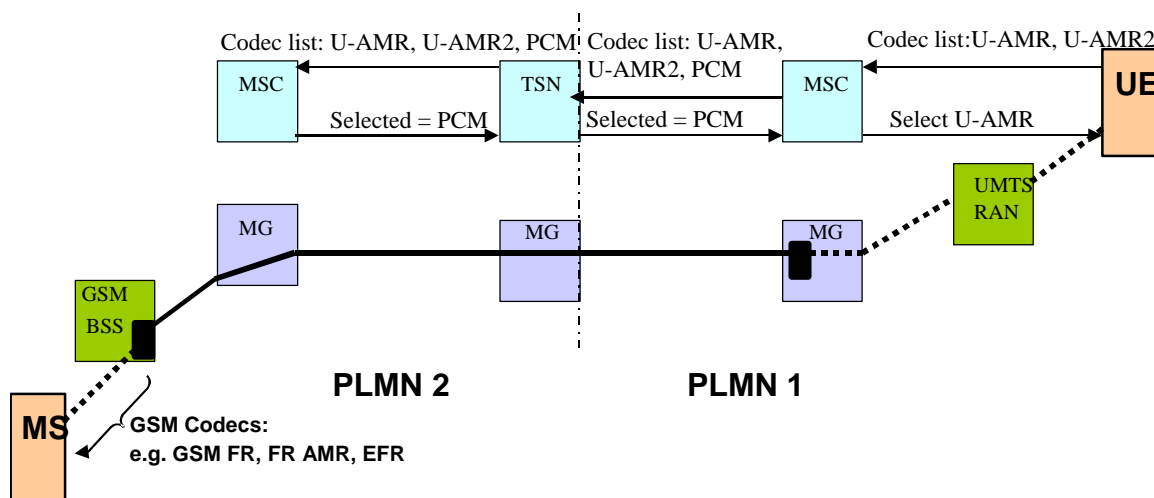 Codec list: U-AMR, U-AMR2, PCM
Codec list: U-AMR,
U-AMR2, PCM
Codec list:U-AMR, U-AMR2
MSC
TSN
MSC
UE
Selected = PCM
Selected = PCM
Select U-AMR
UMTS
RAN
MG
MG
MG
GSM
BSS
PLMN 2
PLMN 1
MS
GSM Codecs:
e.g. GSM FR, FR AMR, EFR